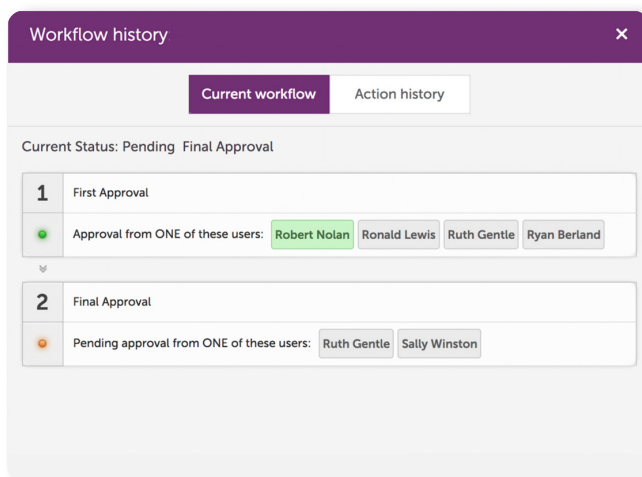 Workflow history
Current workflow Action history
Current Status: Pending Final Approval
1 First Approval
Approval from ONE of these users: Robert Nolan Ronald Lewis Ruth Gentle Ryan Berland
2 Final Approval
Pending approval from ONE of these users: Ruth Gentle Sally Winston